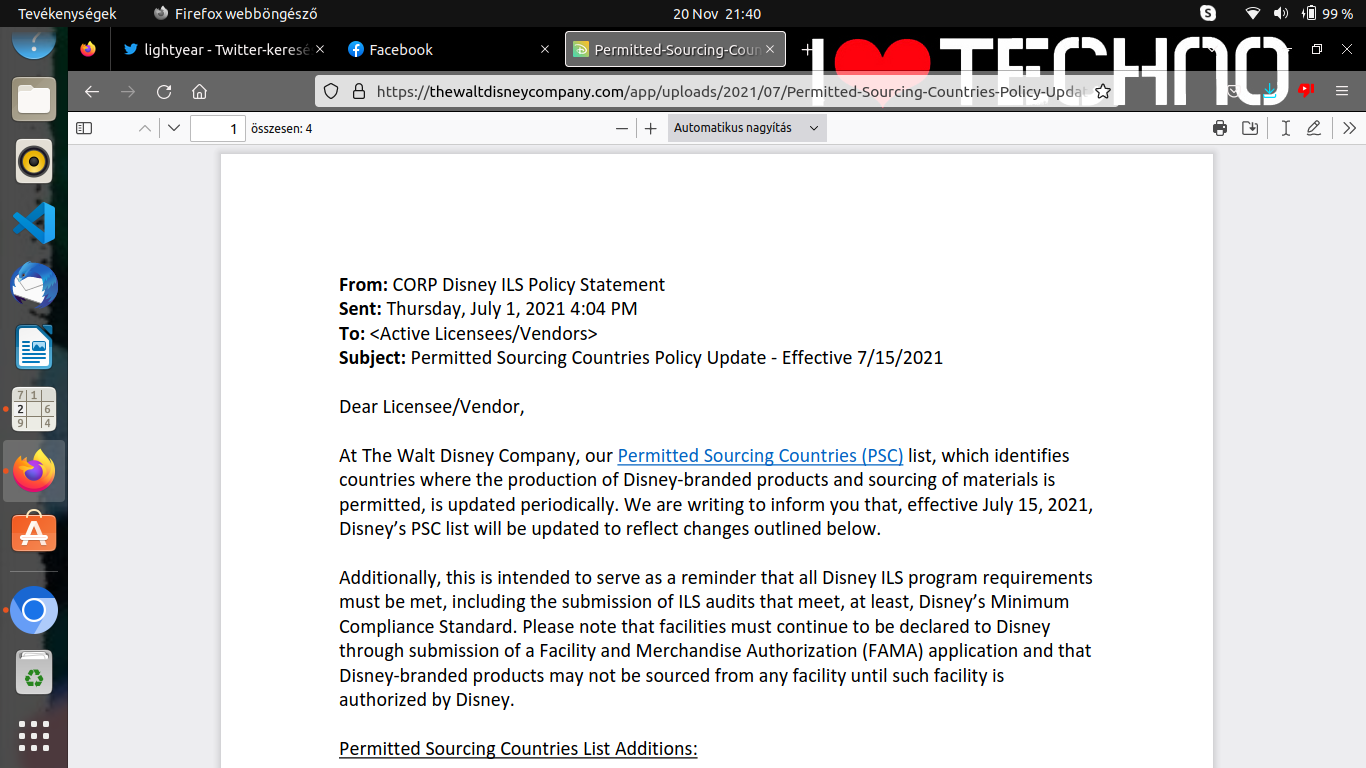 Tevékenységek
Firefox webböngésző
20 Nov 21:40
99 %
lightyear - Twitter-keresé
Facebook
Permitted-Sourcing-Coun
I TECHNO
https://thewaltdisneycompany.com/app/uploads/2021/07/Permitted-Sourcing-Countries-Policy-Updat
1
összesen: 4
Automatikus nagyítás
From: CORP Disney ILS Policy Statement
Sent: Thursday, July 1, 2021 4:04 PM
To: <Active Licensees/Vendors>
Subject: Permitted Sourcing Countries Policy Update - Effective 7/15/2021
Dear Licensee/Vendor,
At The Walt Disney Company, our Permitted Sourcing Countries (PSC) list, which identifies
countries where the production of Disney-branded products and sourcing of materials is
permitted, is updated periodically. We are writing to inform you that, effective July 15, 2021,
Disney’s PSC list will be updated to reflect changes outlined below.
Additionally, this is intended to serve as a reminder that all Disney ILS program requirements
must be met, including the submission of ILS audits that meet, at least, Disney’s Minimum
Compliance Standard. Please note that facilities must continue to be declared to Disney
through submission of a Facility and Merchandise Authorization (FAMA) application and that
Disney-branded products may not be sourced from any facility until such facility is
authorized by Disney.
Permitted Sourcing Countries List Additions:
7 1
2 6
9 4